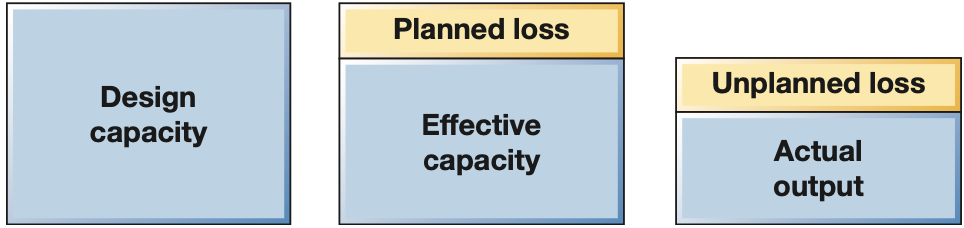 Design
capacity
Planned loss
Effective
capacity
Unplanned loss
Actual
output